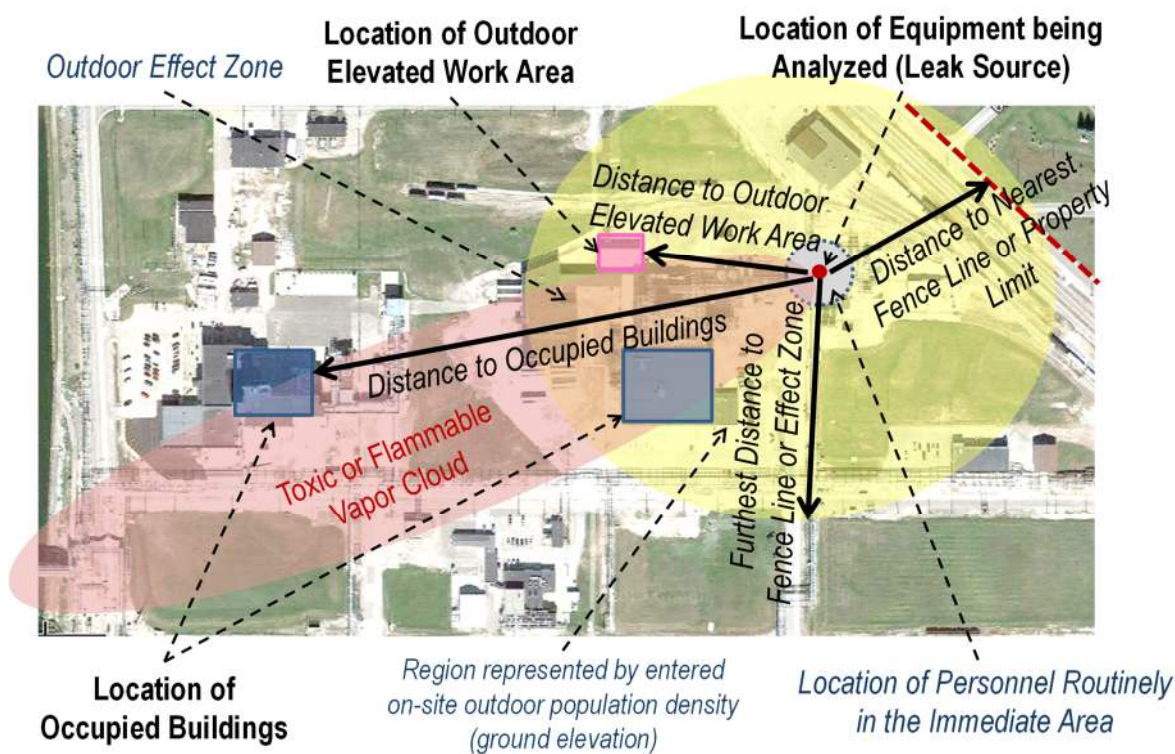 Outdoor Effect Zone
Location of Outdoor
Elevated Work Area
Location of Equipment being
Analyzed (Leak Source)
Distance to Outdoor
Elevated Work Area
Distance to Nearest
Fence Line or Property
Limit
Distance to Occupied Buildings
Furthest Distance to
Fence Line or Effect Zone
Toxic or Flammable
Vapor Cloud
Location of
Occupied Buildings
Region represented by entered
on-site outdoor population density
(ground elevation)
Location of Personnel Routinely
in the Immediate Area